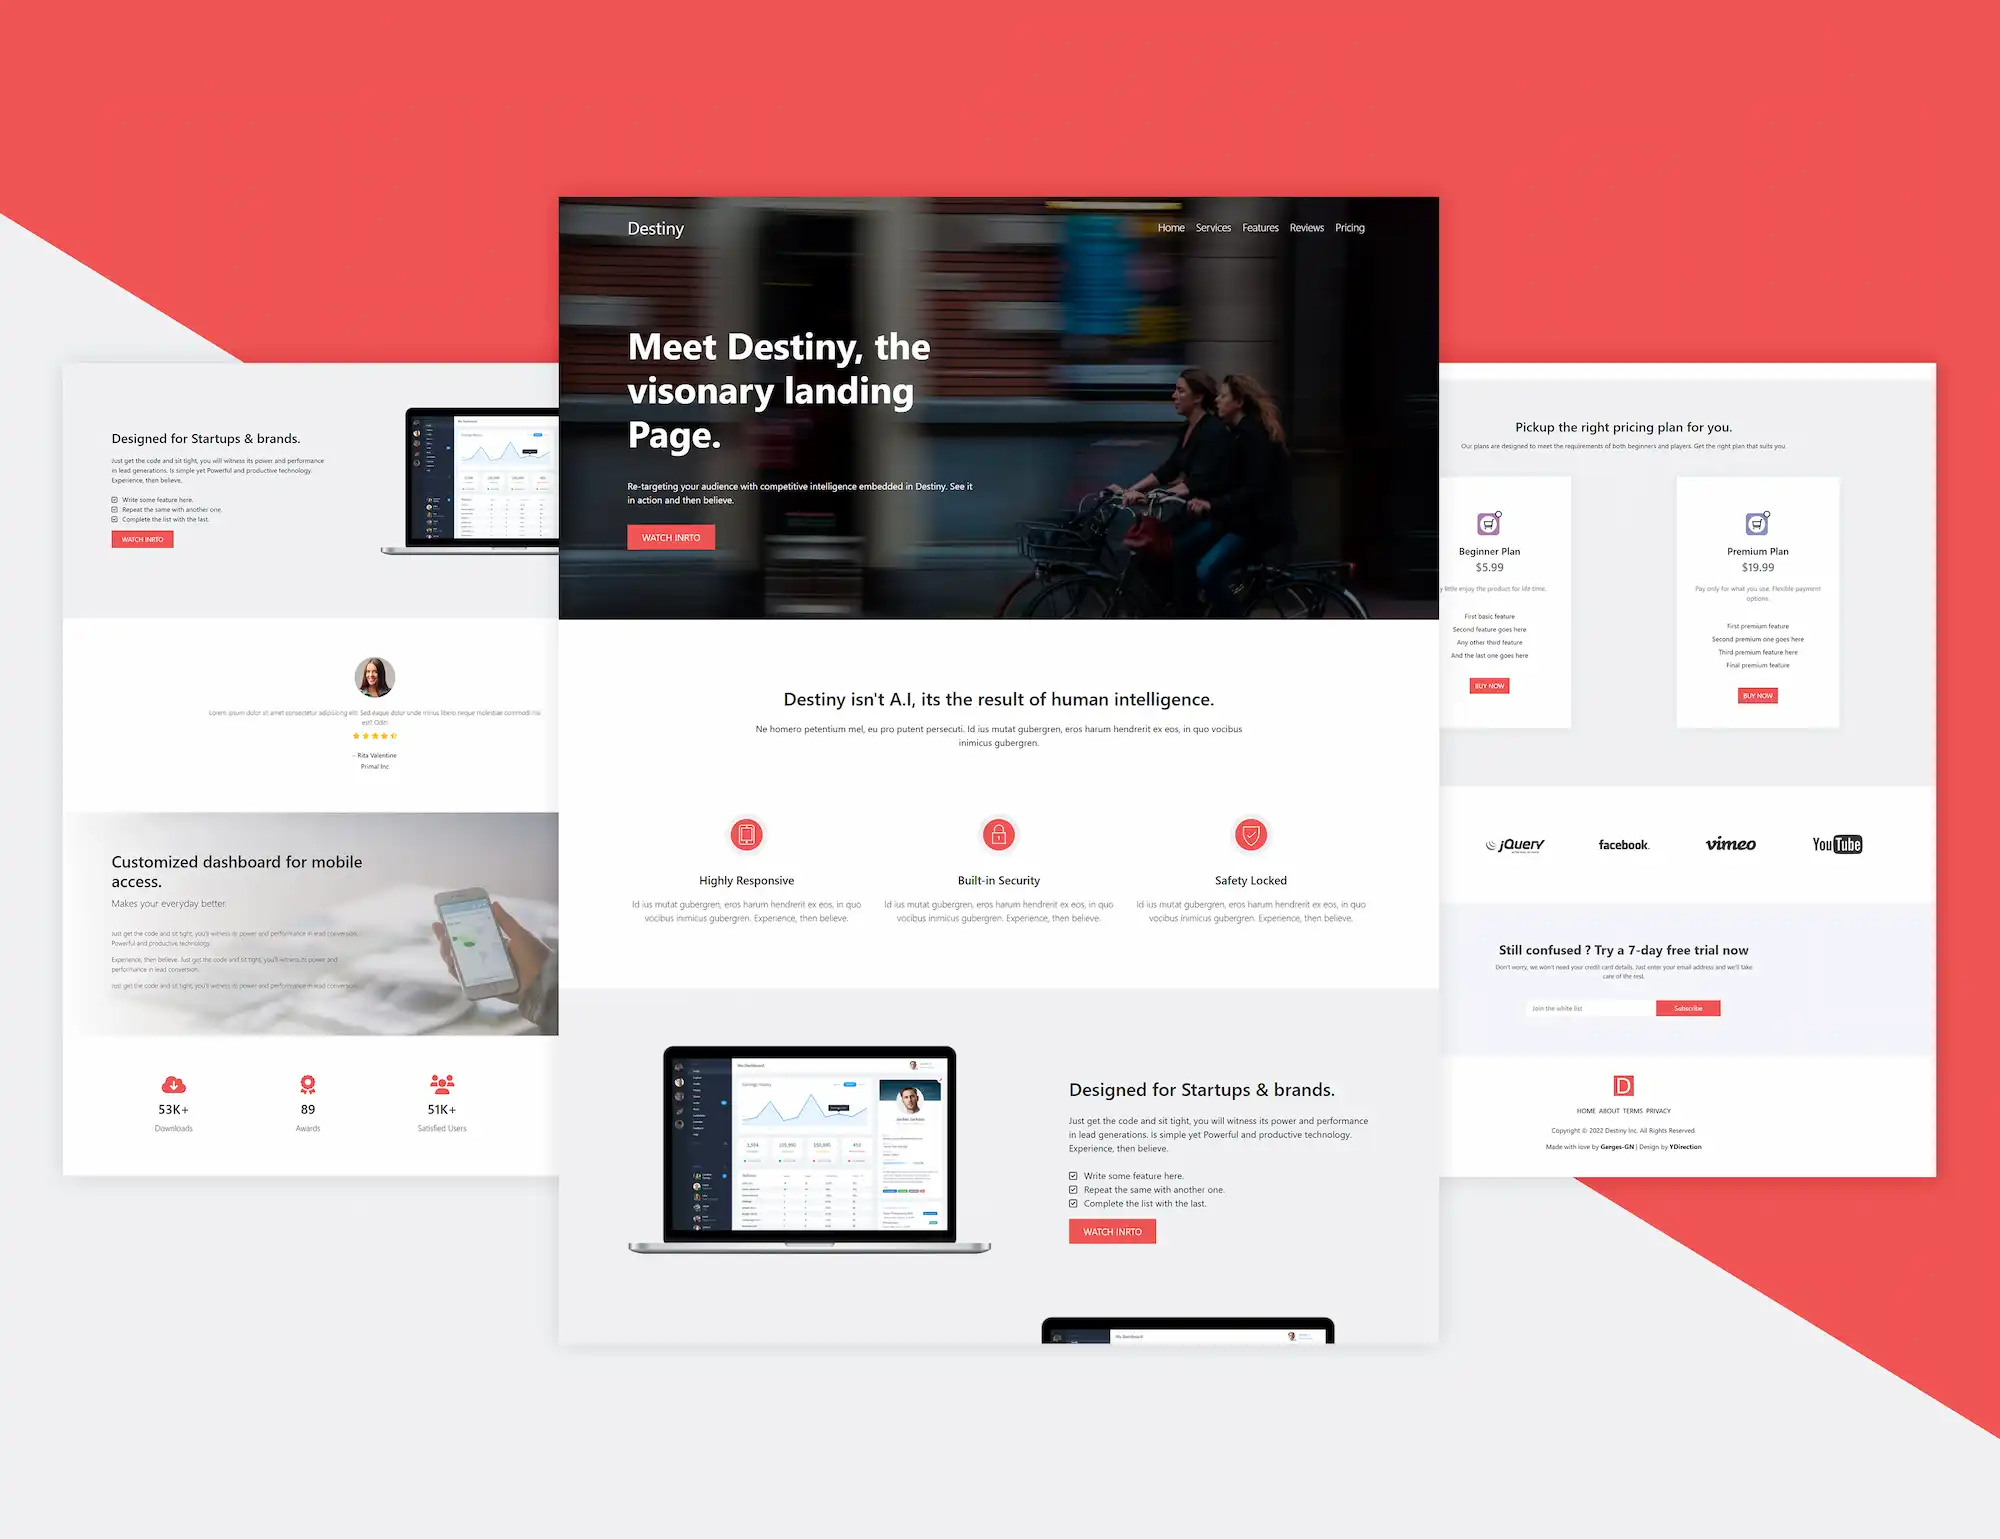 Destiny
Home Services Features Reviews Pricing
Meet Destiny, the
visonary landing
Page.
Re-targeting your audience with competitive intelligence embedded in Destiny. See it
in action and then believe.
WATCH INRTO
Destiny isn't A.I, its the result of human intelligence.
Ne homero petentium mel, eu pro putent persecuti. Id ius mutat gubergren, eros harum hendrerit ex eos, in quo vocibus
inimicus gubergren.
Highly Responsive
Id ius mutat gubergren, eros harum hendrerit ex eos, in quo
vocibus inimicus gubergren. Experience, then believe.
Built-in Security
Id ius mutat gubergren, eros harum hendrerit ex eos, in quo
vocibus inimicus gubergren. Experience, then believe.
Safety Locked
Id ius mutat gubergren, eros harum hendrerit ex eos, in quo
vocibus inimicus gubergren. Experience, then believe.
My Dashboard
Designed for Startups & brands.
Just get the code and sit tight, you will witness its power and performance
in lead generations. Is simple yet Powerful and productive technology.
Experience, then believe.
Write some feature here.
Repeat the same with another one.
Complete the list with the last.
WATCH INRTO
My Dashboard
Designed for Startups & brands.
Just get the code and sit tight, you will witness its power and performance
in lead generations. Is simple yet Powerful and productive technology.
Experience, then believe.
Write some feature here.
Repeat the same with another one.
Complete the list with the last.
WATCH INRTO
Lorem ipsum dolor sit amet consectetur adipisicing elit. Sed eaque dolor unde minus libero neque molestiae commodi nisi
est! Odit!
– Rita Valentine
Primal Inc.
Customized dashboard for mobile
access.
Makes your everyday better.
Just get the code and sit tight, you'll witness its power and performance in lead conversion.
Powerful and productive technology.
Experience, then believe. Just get the code and sit tight, you'll witness its power and
performance in lead conversion.
Just get the code and sit tight, you'll witness its power and performance in lead conversion.
53K+
Downloads
89
Awards
51K+
Satisfied Users
Pickup the right pricing plan for you.
Our plans are designed to meet the requirements of both beginners and players. Get the right plan that suits you.
Beginner Plan
$5.99
little enjoy the product for life time.
First basic feature
Second feature goes here
Any other third feature
And the last one goes here
BUY NOW
Premium Plan
$19.99
Pay only for what you use. Flexible payment
options.
First premium feature
Second premium one goes here
Third premium feature here
Final premium feature
BUY NOW
jQuery
facebook.
vimeo
YouTube
Still confused ? Try a 7-day free trial now
Don't worry, we won't need your credit card details. Just enter your email address and we'll take
care of the rest.
Join the white list
Subscribe
D
HOME ABOUT TERMS PRIVACY
Copyright © 2022 Destiny Inc. All Rights Reserved
Made with love by Gerges-GN | Design by YDirection